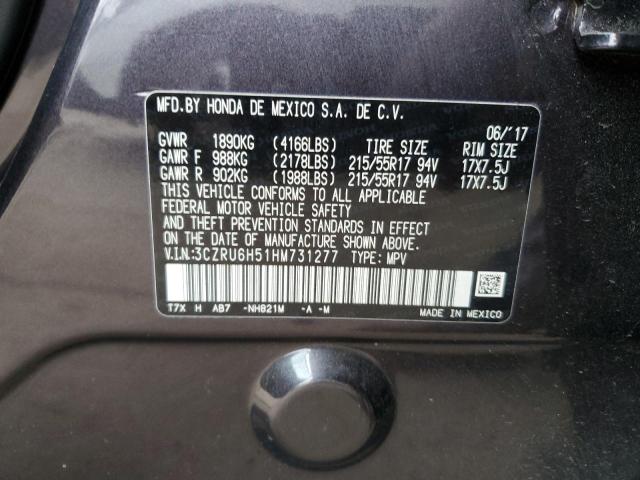 MFD.BY HONDA DE MEXICO S.A. DE C.V.
06/'17
GVWR 1890KG (4166LBS) TIRE SIZE RIM SIZE
GAWR F 988KG (2178LBS) 215/55R17 94V 17X7.5J
GAWR R 902KG (1988LBS) 215/55R17 94V 17X7.5J
THIS VEHICLE CONFORMS TO ALL APPLICABLE
FEDERAL MOTOR VEHICLE SAFETY
AND THEFT PREVENTION STANDARDS IN EFFECT
ON THE DATE OF MANUFACTURE SHOWN ABOVE.
V.I.N.:3CZRU6H51HM731277 TYPE: MPV
T7X H AB7 -NH821M -A -M
MADE IN MEXICO